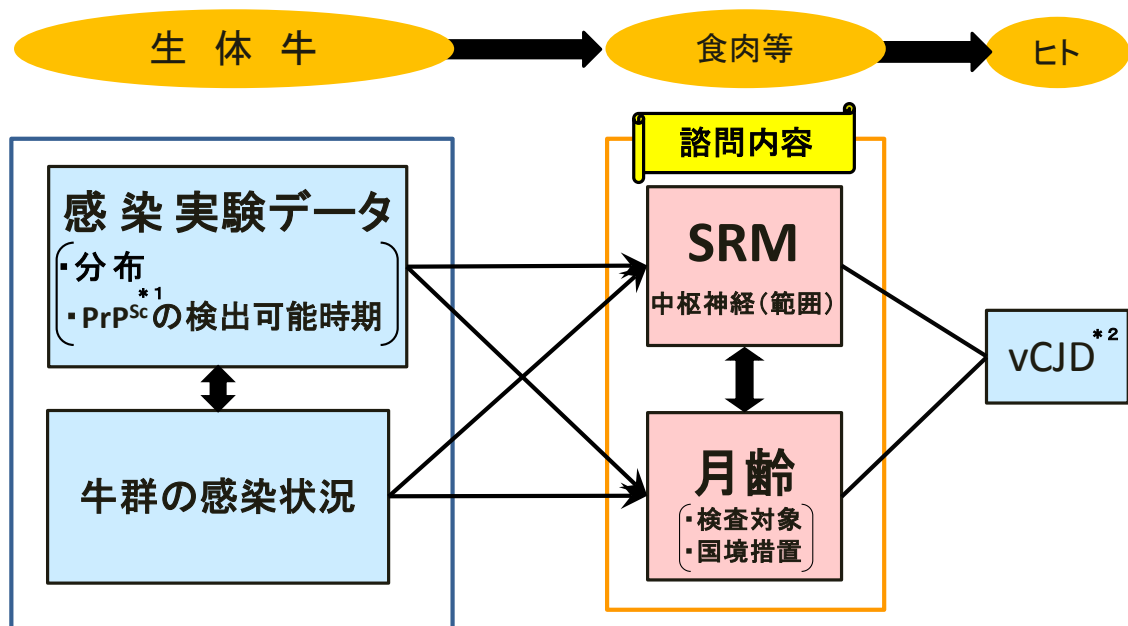 生 体 牛
食肉等
ヒト
諮問内容
感 染 実験データ
・分布
・PrPSc*1の検出可能時期
牛群の感染状況
SRM
中枢神経(範囲)
月齢
・検査対象
・国境措置
vCJD*2